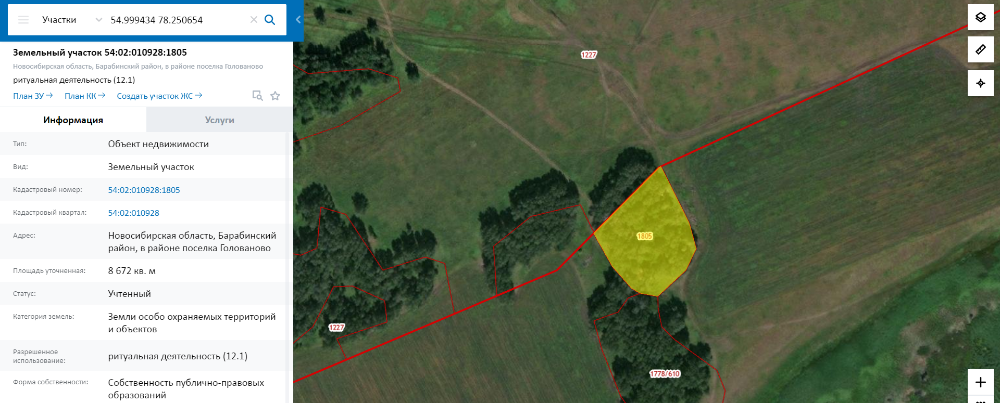 Участки
54.999434 78.250654
Земельный участок 54:02:010928:1805
Новосибирская область, Барабинский район, в районе поселка Голованово
ритуальная деятельность (12.1)
План ЗУ → План КК → Создать участок ЖС →
Информация
Услуги
Тип:
Объект недвижимости
Вид:
Земельный участок
Кадастровый номер:
54:02:010928:1805
Кадастровый квартал:
54:02:010928
Адрес:
Новосибирская область, Барабинский
район, в районе поселка Голованово
Площадь уточненная:
8 672 кв. м
Статус:
Учтенный
Категория земель:
Земли особо охраняемых территорий
и объектов
Разрешенное
использование:
ритуальная деятельность (12.1)
Форма собственности:
Собственность публично-правовых
образований
1227
1805
1227
1778/610